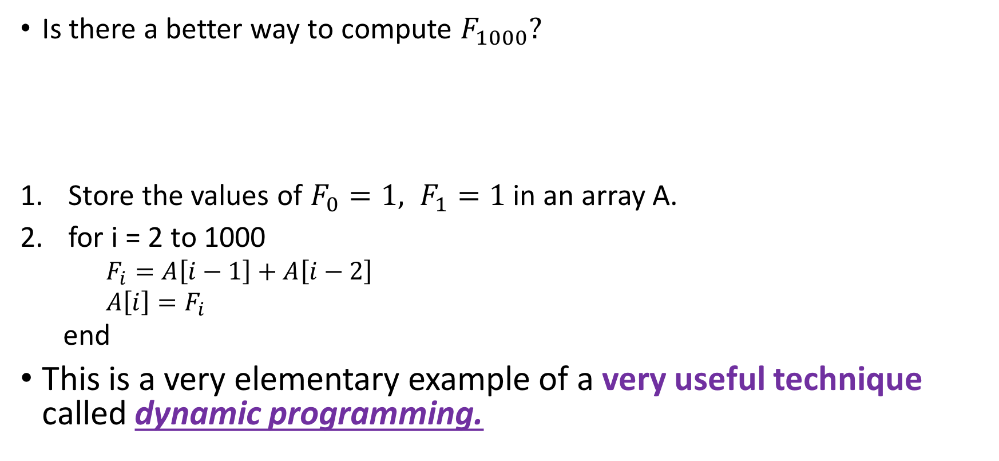 • Is there a better way to compute $F_{1000}$?
1. Store the values of $F_0 = 1,\ F_1 = 1$ in an array A.
2. for i = 2 to 1000
$F_i = A[i - 1] + A[i - 2]$
$A[i] = F_i$
end
• This is a very elementary example of a very useful technique
called dynamic programming.